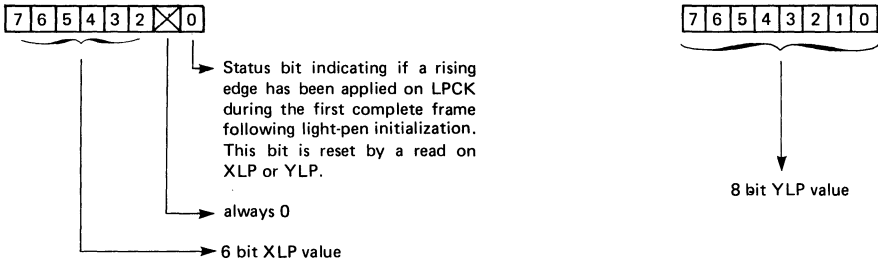 7 6 5 4 3 2 0
7 6 5 4 3 2 1 0
Status bit indicating if a rising
edge has been applied on LPCK
during the first complete frame
following light-pen initialization.
This bit is reset by a read on
XLP or YLP.
always 0
6 bit XLP value
8 bit YLP value